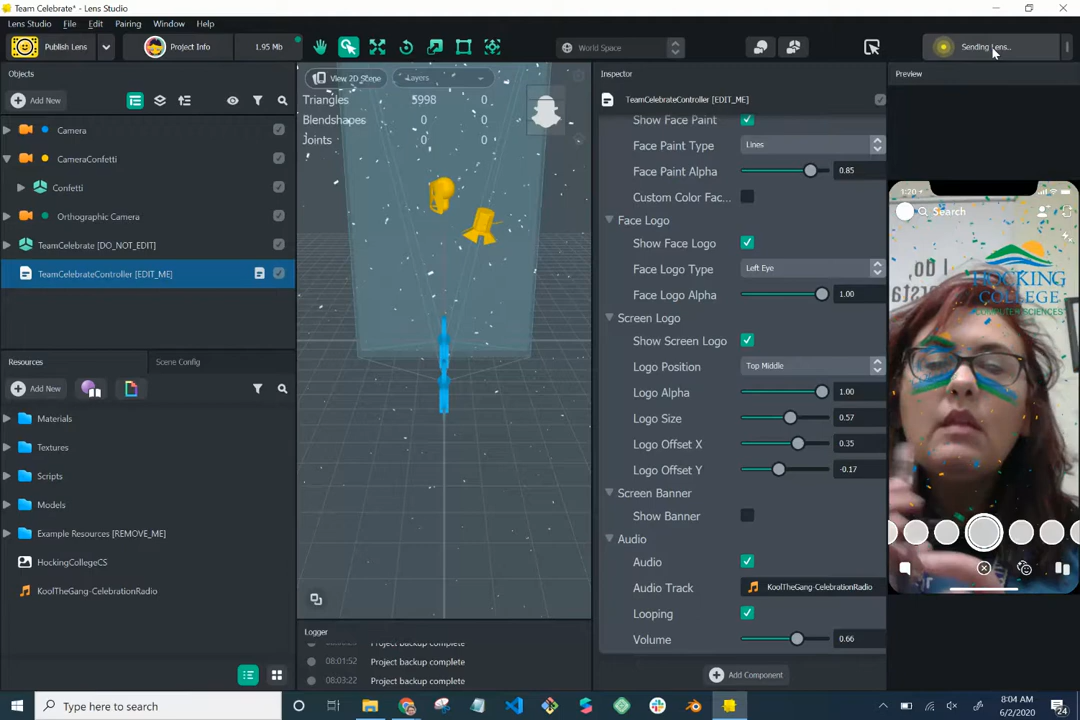 Team Celebrate* - Lens Studio
Lens Studio File Edit Pairing Window Help
Publish Lens
Project Info
1.95 Mb
World Space
Sending Lens..
Objects
Add New
Camera
CameraConfetti
Confetti
Orthographic Camera
TeamCelebrate [DO_NOT_EDIT]
TeamCelebrateController [EDIT_ME]
Resources
Scene Config
Add New
Materials
Textures
Scripts
Models
Example Resources [REMOVE_ME]
HockingCollegeCS
KoolTheGang-CelebrationRadio
View 2D Scene
Layers
Triangles 5998 0
Blendshapes 0 0
Joints 0 0
Logger
Project backup complete
08:01:52 Project backup complete
08:03:22 Project backup complete
Inspector
TeamCelebrateController [EDIT_ME]
Show Face Paint
Face Paint Type Lines
Face Paint Alpha 0.85
Custom Color Fac...
Face Logo
Show Face Logo
Face Logo Type Left Eye
Face Logo Alpha 1.00
Screen Logo
Show Screen Logo
Logo Position Top Middle
Logo Alpha 1.00
Logo Size 0.57
Logo Offset X 0.35
Logo Offset Y -0.17
Screen Banner
Show Banner
Audio
Audio
Audio Track KoolTheGang-CelebrationRadio
Looping
Volume 0.66
Add Component
Preview
1:20
Search
HOCKING
COLLEGE
COMPUTER SCIENCES
Type here to search
8:04 AM
6/2/2020
24